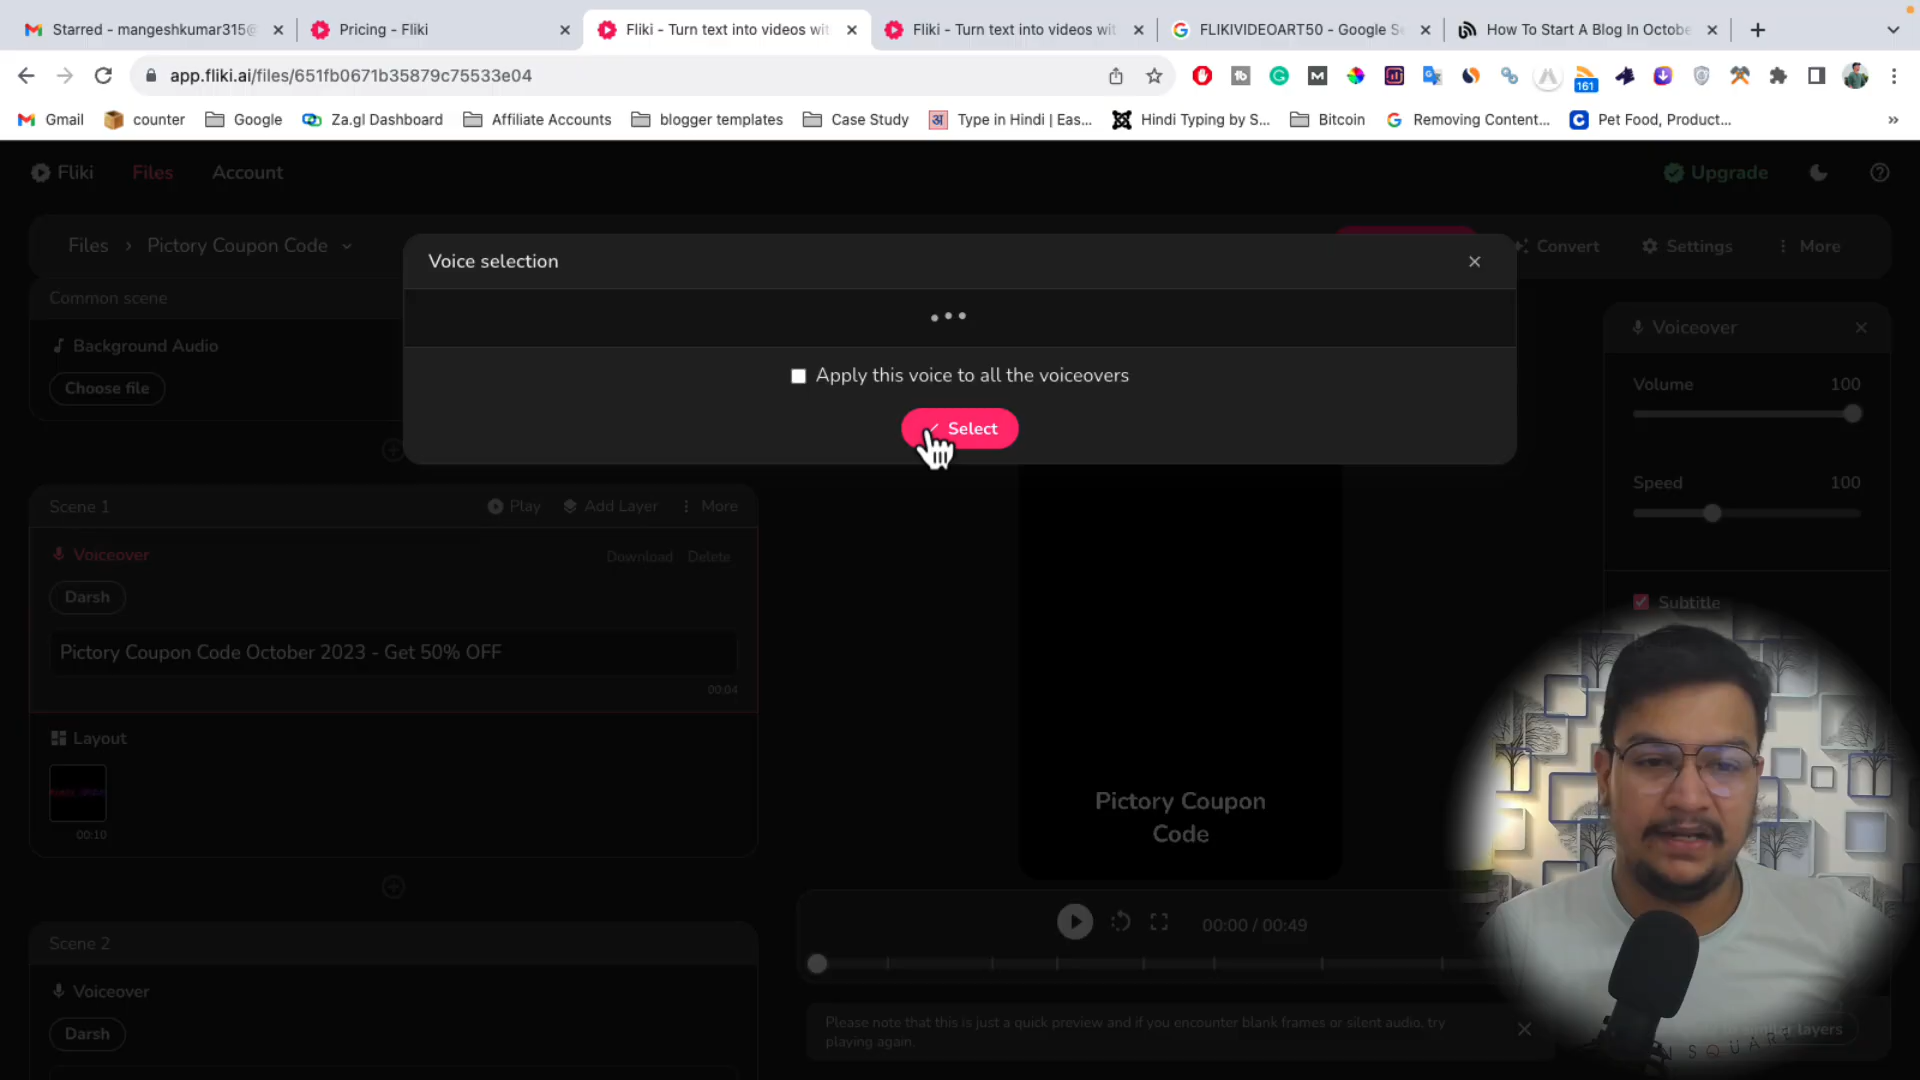 Starred - mangeshkumar315@
Pricing - Fliki
Fliki - Turn text into videos wit
Fliki - Turn text into videos wit
FLIKIVIDEOART50 - Google Se
How To Start A Blog In Octobe
app.fliki.ai/files/651fb0671b35879c75533e04
161
Gmail
counter
Google
Za.gl Dashboard
Affiliate Accounts
blogger templates
Case Study
Type in Hindi | Eas...
Hindi Typing by S...
Bitcoin
Removing Content...
Pet Food, Product...
Fliki
Files
Account
Upgrade
Files › Pictory Coupon Code
Convert
Settings
More
Voice selection
Apply this voice to all the voiceovers
Select
Common scene
Background Audio
Choose file
Scene 1
Play
Add Layer
More
Voiceover
Download
Delete
Darsh
Pictory Coupon Code October 2023 - Get 50% OFF
00:04
Layout
00:10
Scene 2
Voiceover
Darsh
Pictory Coupon
Code
00:00 / 00:49
Please note that this is just a quick preview and if you encounter blank frames or silent audio, try
playing again.
Voiceover
Volume
100
Speed
100
Subtitle
layers